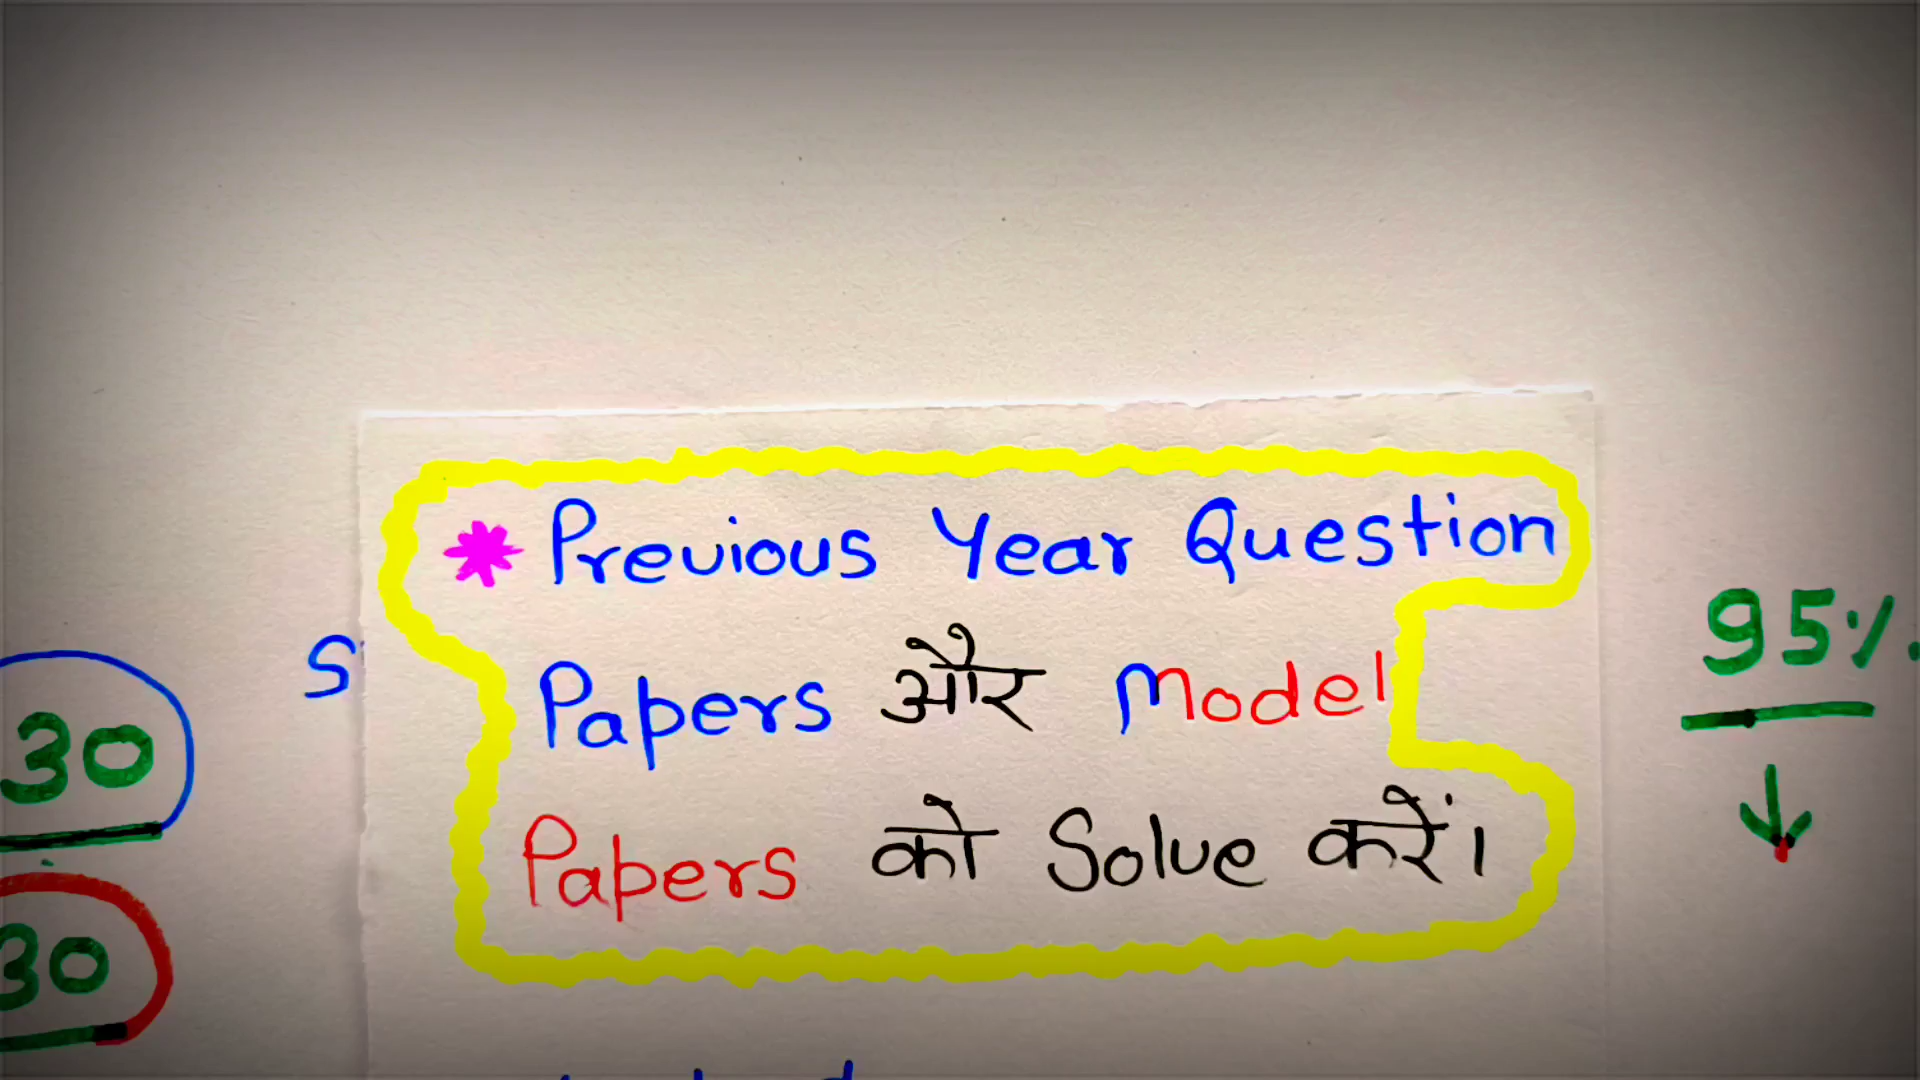 * Previous Year Question
Papers और Model
Papers को Solve करें।
95%
30
30
S